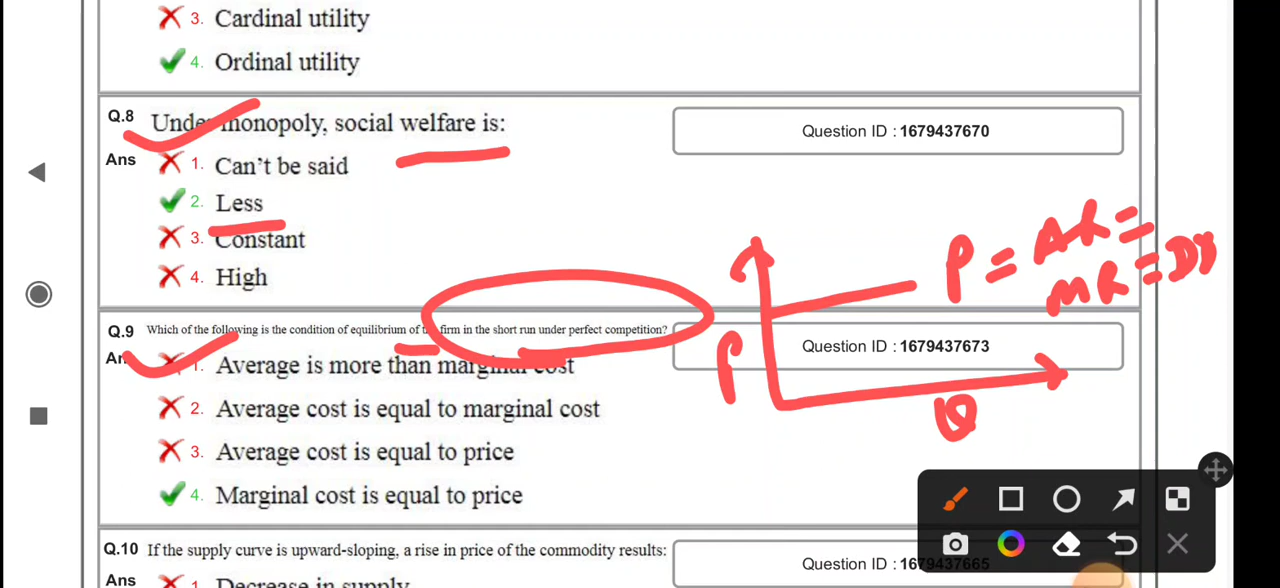 3. Cardinal utility
4. Ordinal utility
Q.8 Under monopoly, social welfare is:
Question ID : 1679437670
Ans 1. Can't be said
2. Less
3. Constant
4. High
P = AR =
MR = DD
Q.9 Which of the following is the condition of equilibrium of the firm in the short run under perfect competition?
Question ID : 1679437673
Ans 1. Average is more than marginal cost
P
2. Average cost is equal to marginal cost
Q
3. Average cost is equal to price
4. Marginal cost is equal to price
Q.10 If the supply curve is upward-sloping, a rise in price of the commodity results:
Question ID : 1679437665
Ans 1. Decrease in supply